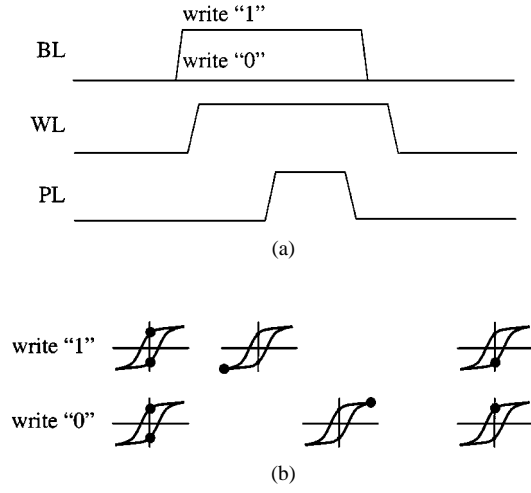 write “1”
BL
write “0”
WL
PL
(a)
write “1”
write “0”
(b)